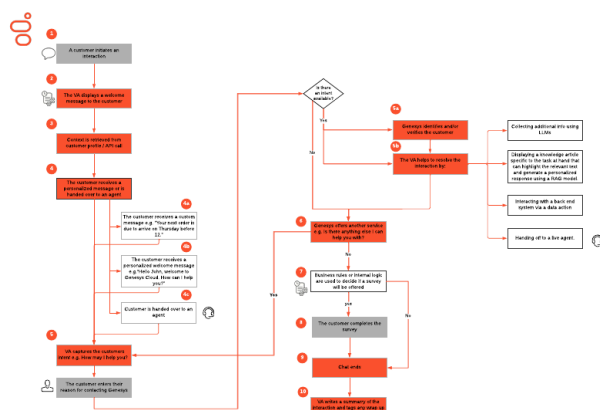 1
A customer initiates an
interaction
2
The VA displays a welcome
message to the customer
3
Context is retrieved from
customer profile / API call
4
The customer receives a
personalized message or is
handed over to an agent
4a
The customer receives a custom
message e.g. "Your next order
is due to arrive on Thursday before
12."
4b
The customer receives a
personalized welcome message
e.g."Hello John, welcome to
Genesys Cloud. How can I help
you?"
4c
Customer is handed over to an
agent
5
VA captures the customers
intent e.g. How may I help you?
The customer enters their
reason for contacting Genesys
Is there
an intent
available?
Yes
No
5a
Genesys identifies and/or
verifies the customer
5b
The VA helps to resolve the
interaction by:
Collecting additional info using
LLMs
Displaying a knowledge article
specific to the task at hand that
can highlight the relevant text
and generate a personalized
response using a RAG model.
Interacting with a back end
system via a data action
Handing off to a live agent.
6
Genesys offers another service
e.g. Is there anything else I can
help you with?
Yes
No
7
Business rules or internal logic
are used to decide if a survey
will be offered
yes
No
8
The customer completes the
survey
9
Chat ends
10
VA writes a summary of the
interaction and tags any wrap up